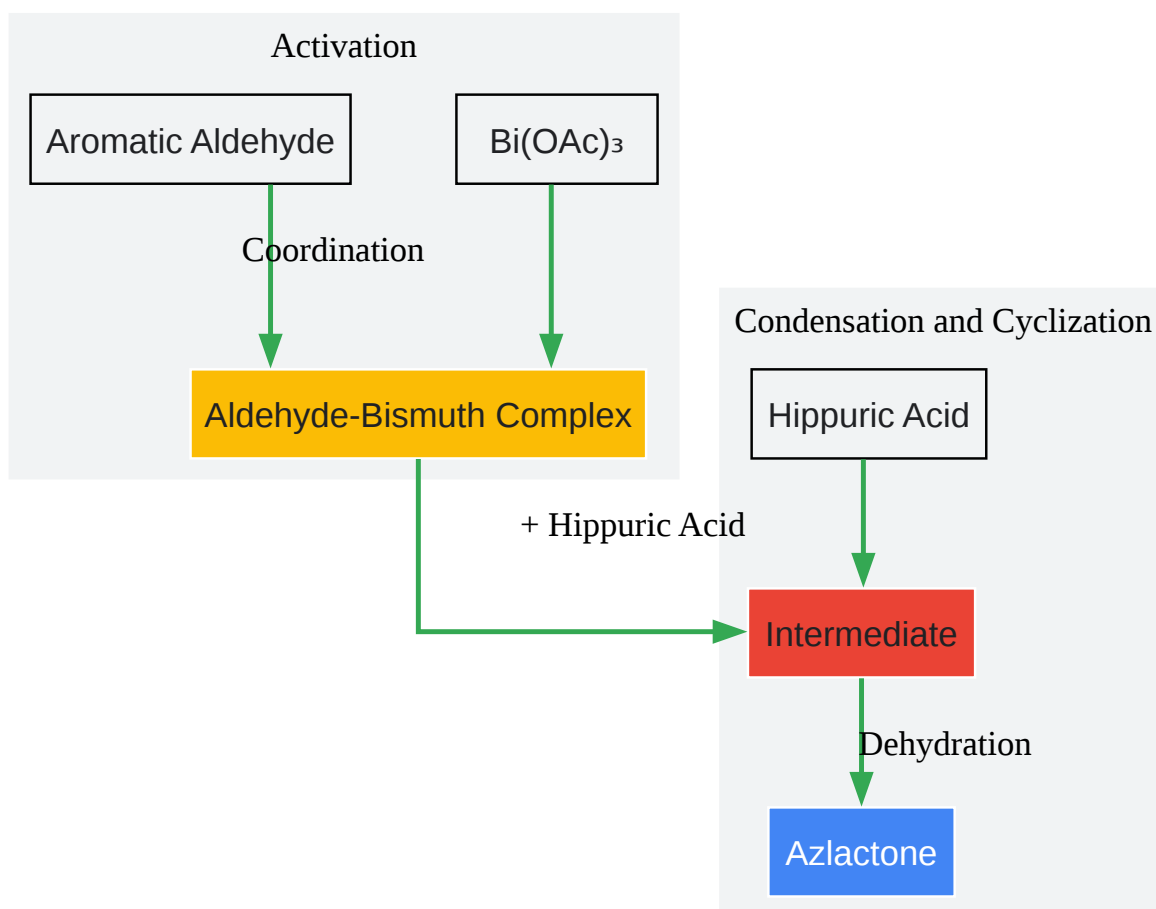 Activation
Aromatic Aldehyde
Bi(OAc)₃
Coordination
Aldehyde-Bismuth Complex
Condensation and Cyclization
Hippuric Acid
+ Hippuric Acid
Intermediate
Dehydration
Azlactone